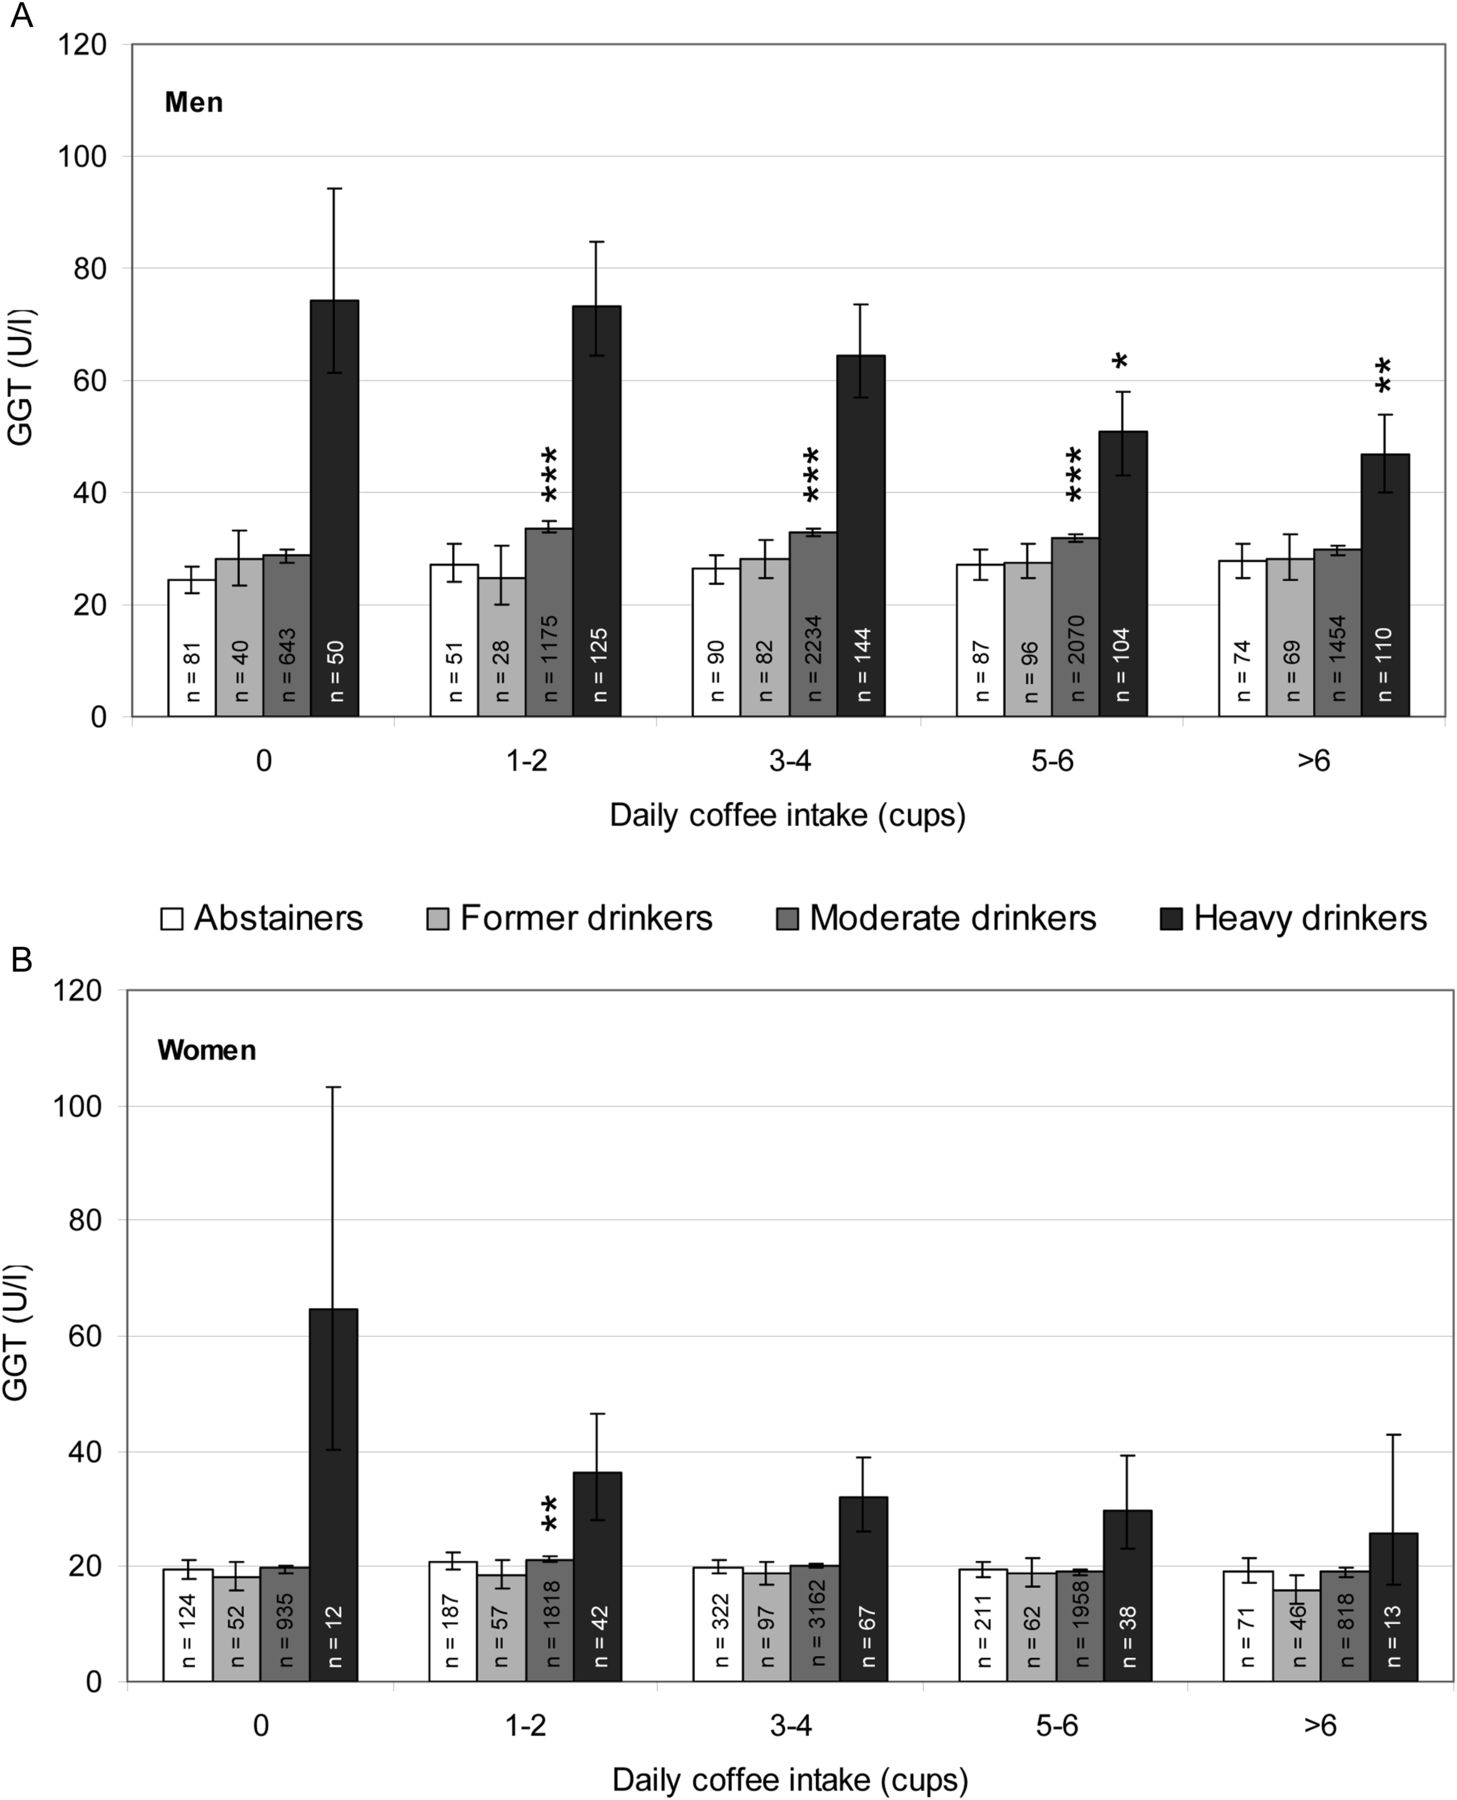 A
Men
GGT (U/l)
120
100
80
60
40
20
0
n = 81
n = 40
n = 643
n = 50
n = 51
n = 28
***
n = 1175
n = 125
n = 90
n = 82
***
n = 2234
n = 144
n = 87
n = 96
***
n = 2070
*
n = 104
n = 74
n = 69
n = 1454
**
n = 110
0 1-2 3-4 5-6 >6
Daily coffee intake (cups)
Abstainers Former drinkers Moderate drinkers Heavy drinkers
B
Women
GGT (U/l)
120
100
80
60
40
20
0
n = 124
n = 52
n = 935
n = 12
n = 187
n = 57
**
n = 1818
n = 42
n = 322
n = 97
n = 3162
n = 67
n = 211
n = 62
n = 1958
n = 38
n = 71
n = 46
n = 818
n = 13
0 1-2 3-4 5-6 >6
Daily coffee intake (cups)